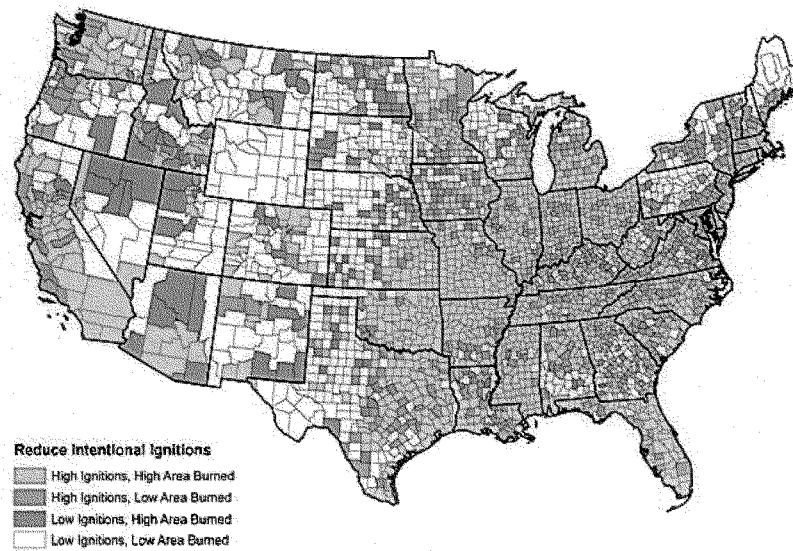 Reduce Intentional Ignitions
High Ignitions, High Area Burned
High Ignitions, Low Area Burned
Low Ignitions, High Area Burned
Low Ignitions, Low Area Burned